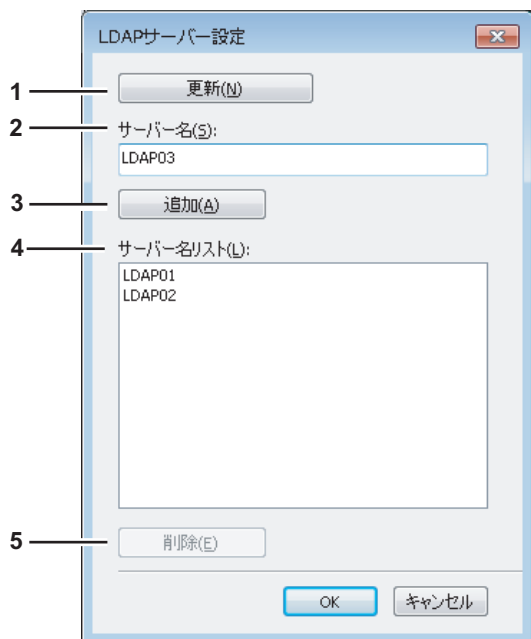 LDAPサーバー設定
1
更新(N)
2
サーバー名(S):
LDAP03
3
追加(A)
4
サーバー名リスト(L):
LDAP01
LDAP02
5
削除(E)
OK
キャンセル